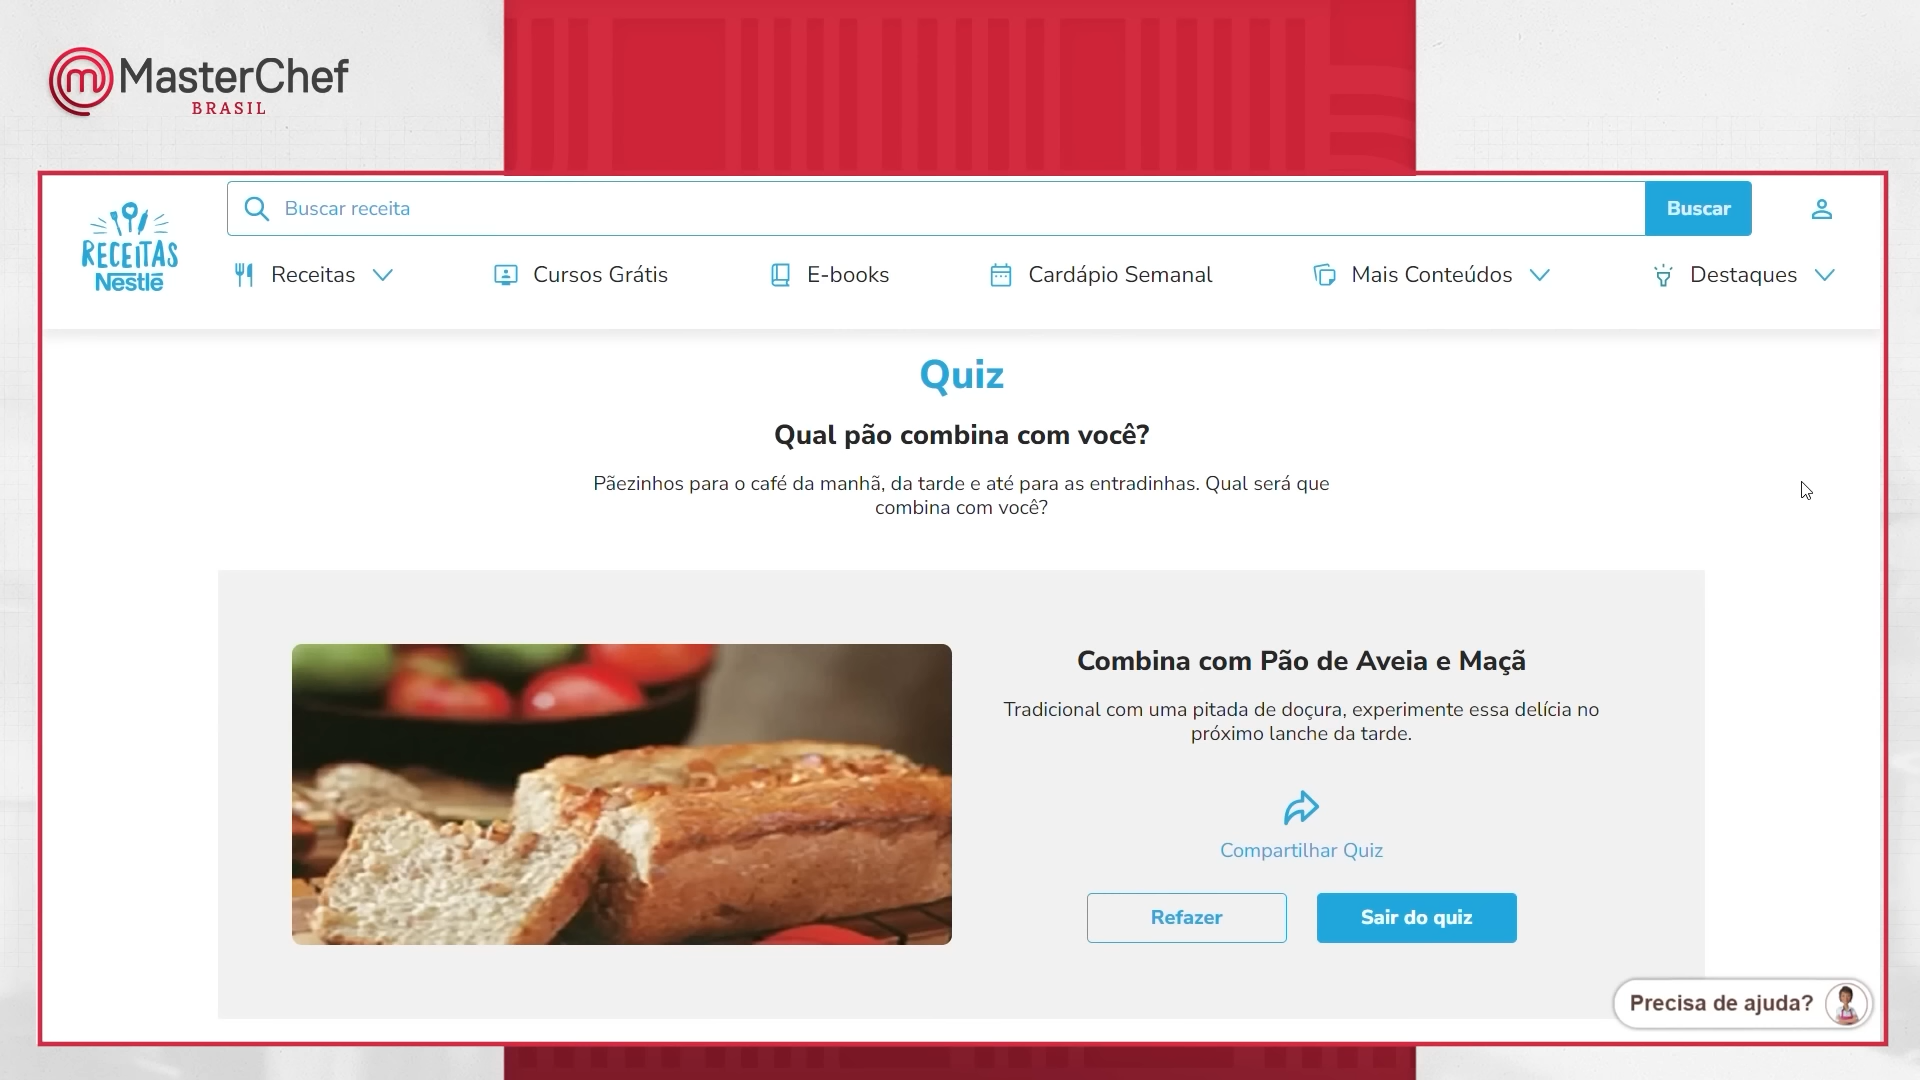 MasterChef
BRASIL
Buscar receita
Buscar
RECEITAS
Nestlé
Receitas
Cursos Grátis
E-books
Cardápio Semanal
Mais Conteúdos
Destaques
Quiz
Qual pão combina com você?
Pãezinhos para o café da manhã, da tarde e até para as entradinhas. Qual será que
combina com você?
Combina com Pão de Aveia e Maçã
Tradicional com uma pitada de doçura, experimente essa delícia no
próximo lanche da tarde.
Compartilhar Quiz
Refazer
Sair do quiz
Precisa de ajuda?